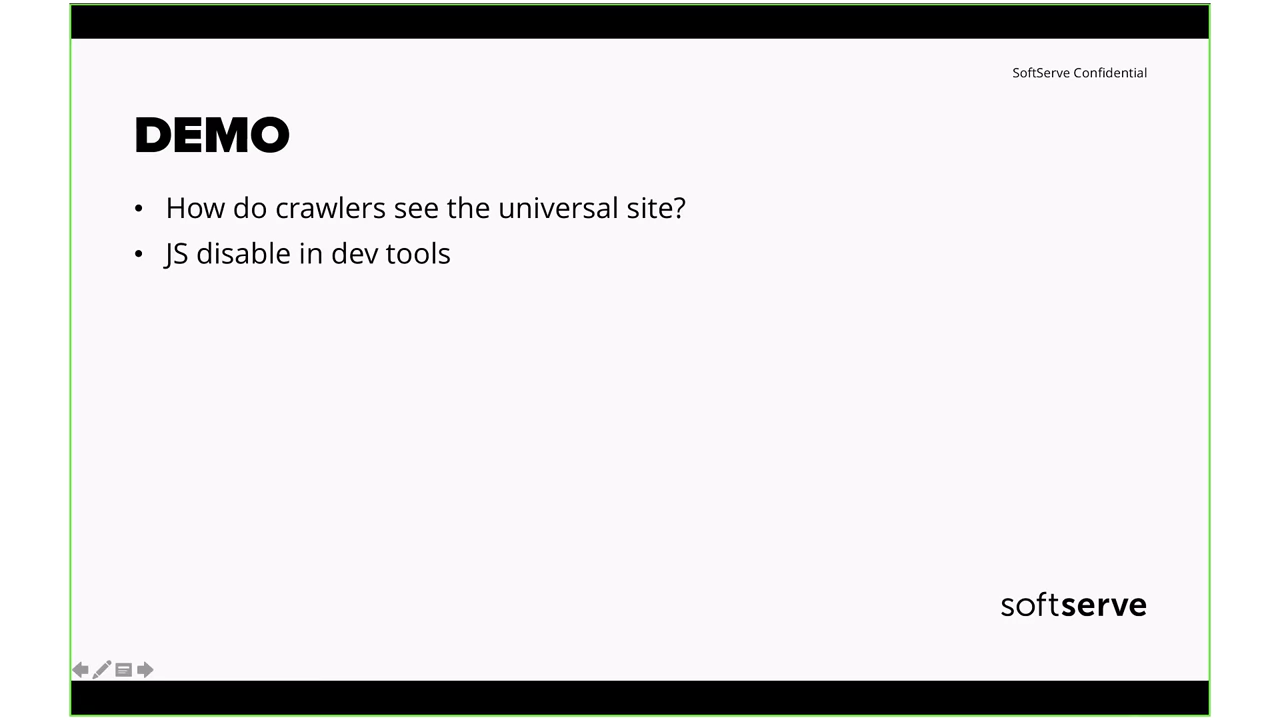 SoftServe Confidential
DEMO
• How do crawlers see the universal site?
• JS disable in dev tools
softserve